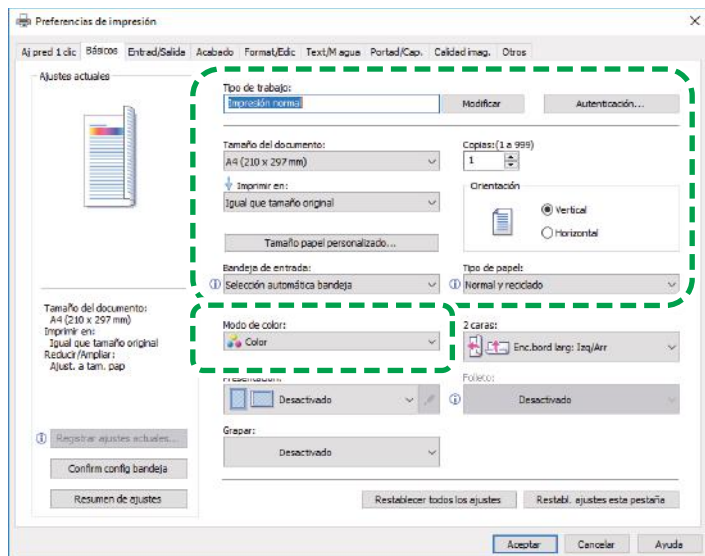 Preferencias de impresión
Aj pred 1 clic Básicos Entrad/Salida Acabado Format/Edic Text/M agua Portad/Cap. Calidad imag. Otros
Ajustes actuales
Tipo de trabajo:
Impresión normal Modificar Autenticación...
Tamaño del documento: Copias:(1 a 999)
A4 (210 x 297 mm) 1
Imprimir en: Orientación
Igual que tamaño original Vertical
Horizontal
Tamaño papel personalizado...
Bandeja de entrada: Tipo de papel:
Selección automática bandeja Normal y reciclado
Modo de color: 2 caras:
Color Enc.bord larg: Izq/Arr
Presentación: Folleto:
Desactivado Desactivado
Grapar:
Desactivado
Tamaño del documento:
A4 (210 x 297 mm)
Imprimir en:
Igual que tamaño original
Reducir/Ampliar:
Ajust. a tam. pap
Registrar ajustes actuales...
Confirm config bandeja
Resumen de ajustes
Restablecer todos los ajustes Restabl. ajustes esta pestaña
Aceptar Cancelar Ayuda